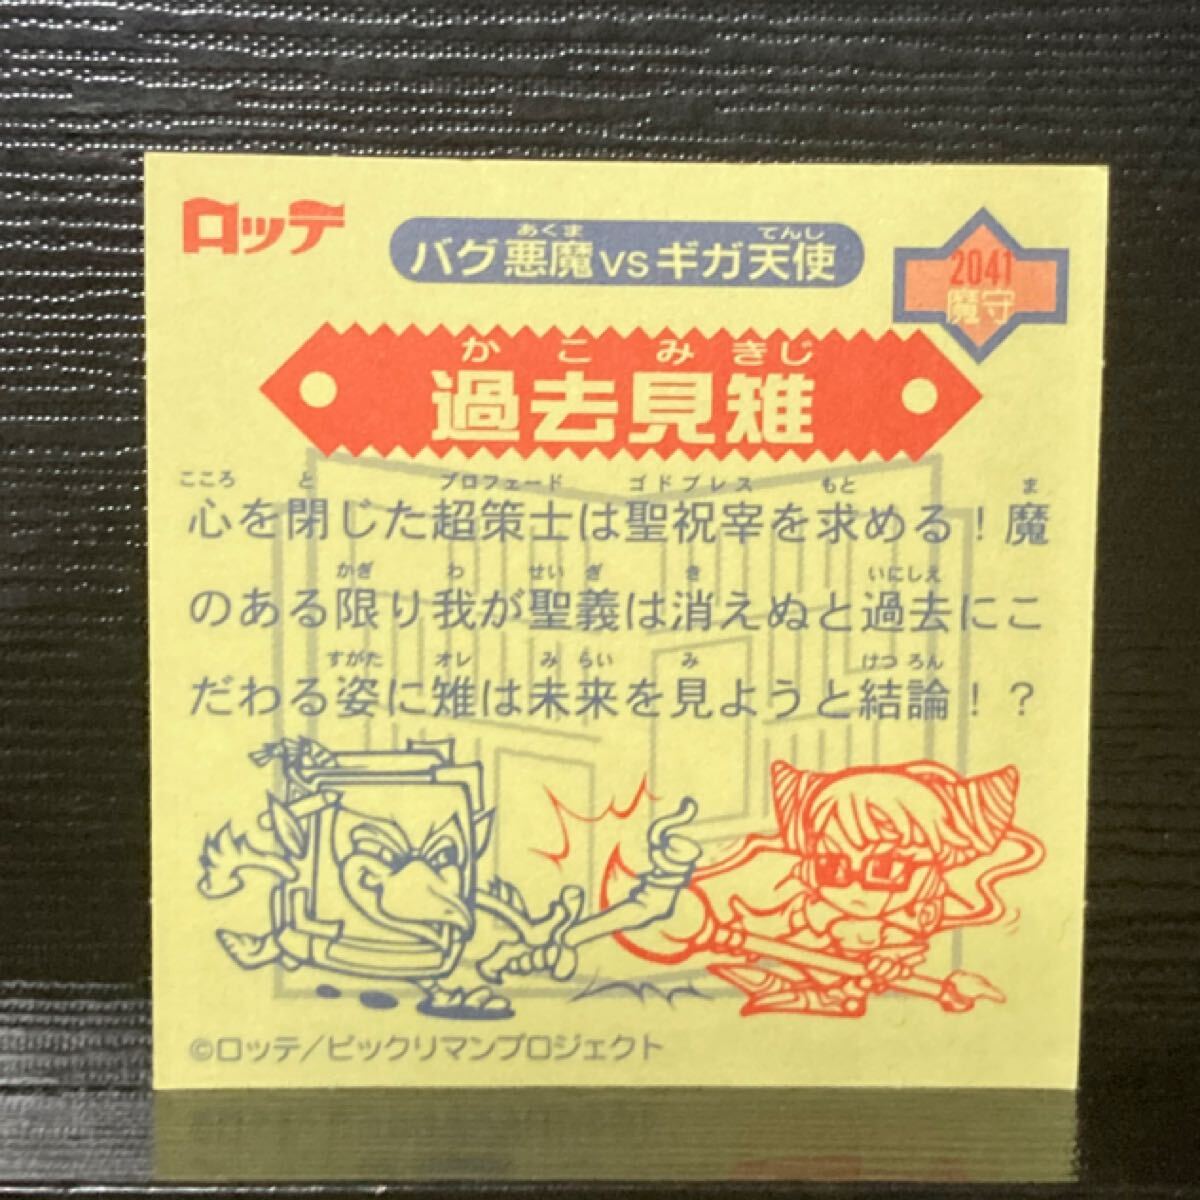 ロッテ
あくま てんし
バグ悪魔vsギガ天使
2041
魔守
かこみきじ
過去見雉
こころ と プロフェード ゴドブレス もと ま
心を閉じた超策士は聖祝宰を求める！魔
かぎ わ せい ぎ き いにしえ
のある限り我が聖義は消えぬと過去にこ
すがた オレ み らい み けつ ろん
だわる姿に雉は未来を見ようと結論！？
©ロッテ/ビックリマンプロジェクト